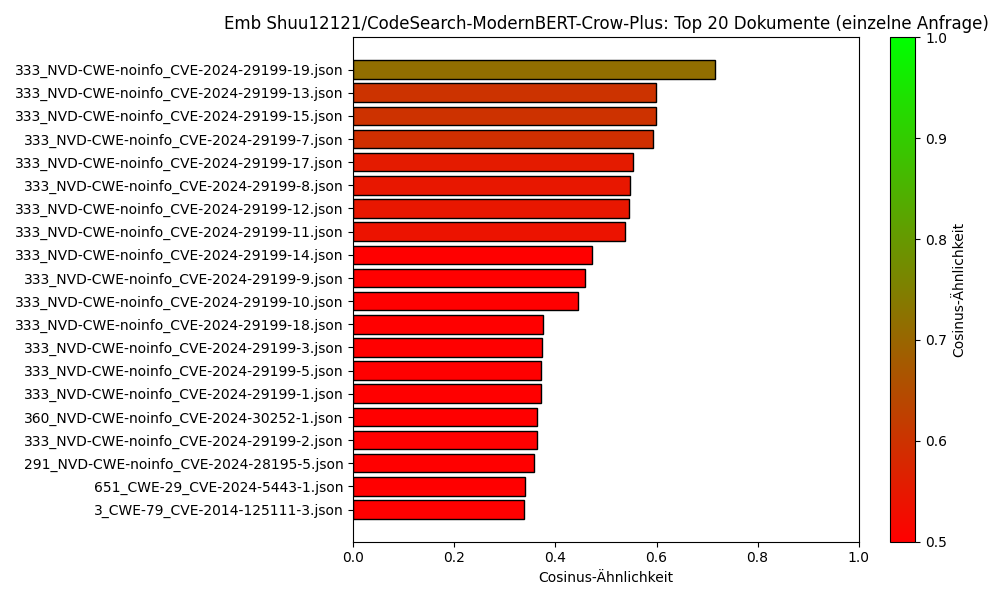 Emb Shuu12121/CodeSearch-ModernBERT-Crow-Plus: Top 20 Dokumente (einzelne Anfrage)
333_NVD-CWE-noinfo_CVE-2024-29199-19.json
333_NVD-CWE-noinfo_CVE-2024-29199-13.json
333_NVD-CWE-noinfo_CVE-2024-29199-15.json
333_NVD-CWE-noinfo_CVE-2024-29199-7.json
333_NVD-CWE-noinfo_CVE-2024-29199-17.json
333_NVD-CWE-noinfo_CVE-2024-29199-8.json
333_NVD-CWE-noinfo_CVE-2024-29199-12.json
333_NVD-CWE-noinfo_CVE-2024-29199-11.json
333_NVD-CWE-noinfo_CVE-2024-29199-14.json
333_NVD-CWE-noinfo_CVE-2024-29199-9.json
333_NVD-CWE-noinfo_CVE-2024-29199-10.json
333_NVD-CWE-noinfo_CVE-2024-29199-18.json
333_NVD-CWE-noinfo_CVE-2024-29199-3.json
333_NVD-CWE-noinfo_CVE-2024-29199-5.json
333_NVD-CWE-noinfo_CVE-2024-29199-1.json
360_NVD-CWE-noinfo_CVE-2024-30252-1.json
333_NVD-CWE-noinfo_CVE-2024-29199-2.json
291_NVD-CWE-noinfo_CVE-2024-28195-5.json
651_CWE-29_CVE-2024-5443-1.json
3_CWE-79_CVE-2014-125111-3.json
0.0 0.2 0.4 0.6 0.8 1.0
Cosinus-Ähnlichkeit
1.0
0.9
0.8
0.7
0.6
0.5
Cosinus-Ähnlichkeit